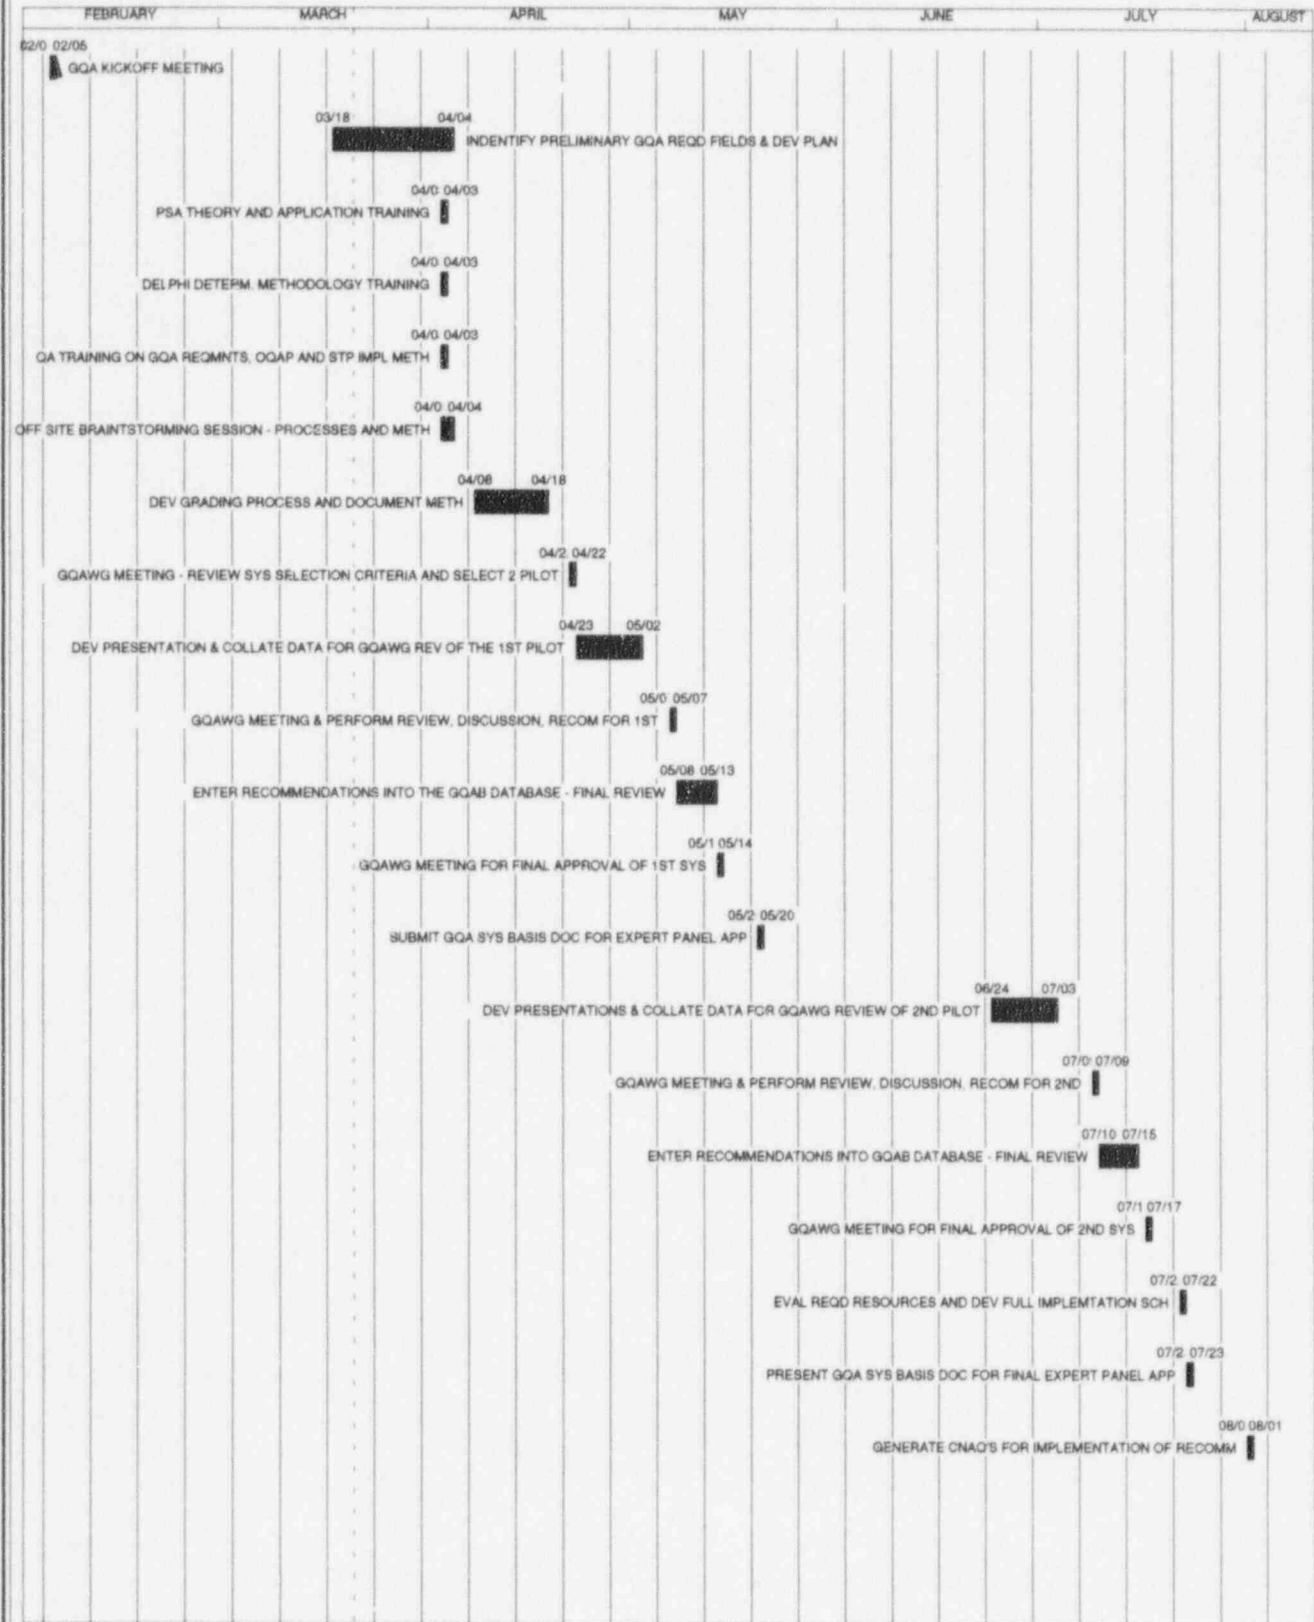 FEBRUARY MARCH APRIL MAY JUNE JULY AUGUST
02/0 02/05
GQA KICKOFF MEETING
03/18 04/04
INDENTIFY PRELIMINARY GQA REQD FIELDS & DEV PLAN
04/0 04/03
PSA THEORY AND APPLICATION TRAINING
04/0 04/03
DELPHI DETERM. METHODOLOGY TRAINING
04/0 04/03
QA TRAINING ON GQA REQMNTS, OQAP AND STP IMPL METH
04/0 04/04
OFF SITE BRAINTSTORMING SESSION - PROCESSES AND METH
04/08 04/18
DEV GRADING PROCESS AND DOCUMENT METH
04/2 04/22
GQAWG MEETING - REVIEW SYS SELECTION CRITERIA AND SELECT 2 PILOT
04/23 05/02
DEV PRESENTATION & COLLATE DATA FOR GQAWG REV OF THE 1ST PILOT
05/0 05/07
GQAWG MEETING & PERFORM REVIEW, DISCUSSION, RECOM FOR 1ST
05/08 05/13
ENTER RECOMMENDATIONS INTO THE GQAB DATABASE - FINAL REVIEW
05/1 05/14
GQAWG MEETING FOR FINAL APPROVAL OF 1ST SYS
05/2 05/20
SUBMIT GQA SYS BASIS DOC FOR EXPERT PANEL APP
06/24 07/03
DEV PRESENTATIONS & COLLATE DATA FOR GQAWG REVIEW OF 2ND PILOT
07/0 07/09
GQAWG MEETING & PERFORM REVIEW, DISCUSSION, RECOM FOR 2ND
07/10 07/15
ENTER RECOMMENDATIONS INTO GQAB DATABASE - FINAL REVIEW
07/1 07/17
GQAWG MEETING FOR FINAL APPROVAL OF 2ND SYS
07/2 07/22
EVAL REQD RESOURCES AND DEV FULL IMPLEMTATION SCH
07/2 07/23
PRESENT GQA SYS BASIS DOC FOR FINAL EXPERT PANEL APP
08/0 08/01
GENERATE CNAQ'S FOR IMPLEMENTATION OF RECOMM